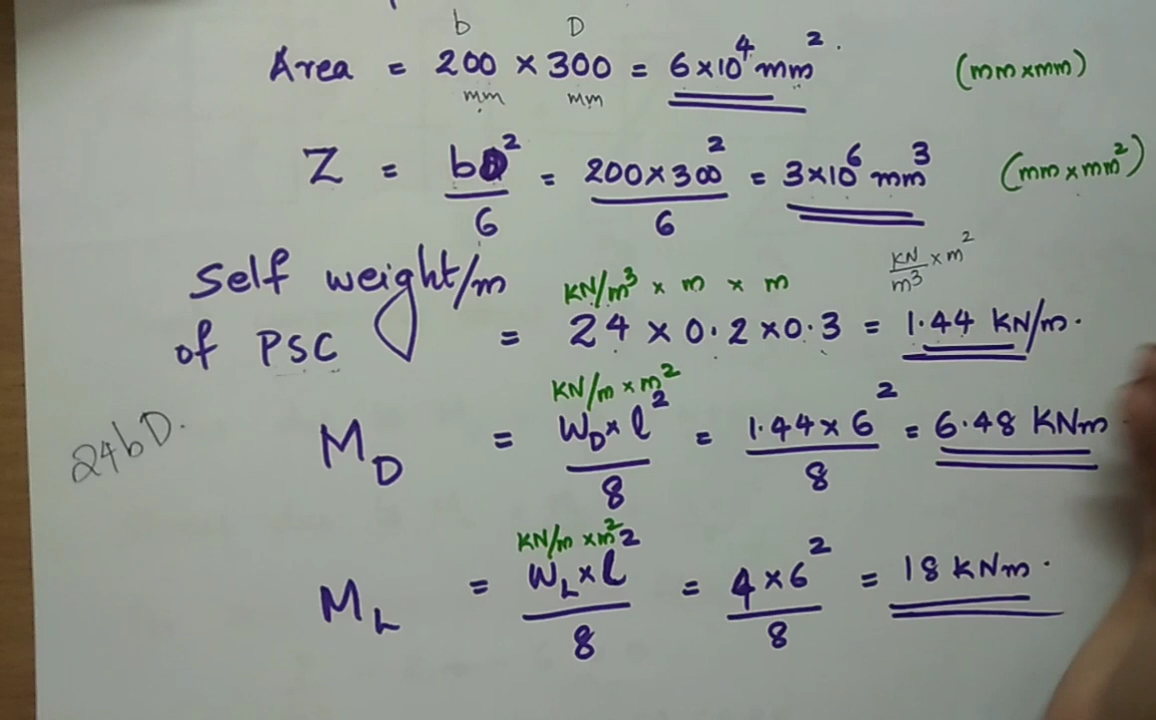 b D
Area = 200 × 300 = 6×10⁴ mm². (mm×mm)
mm mm
Z = bD²/6 = 200×300²/6 = 3×10⁶ mm³ (mm×mm²)
KN/m³ × m²
Self weight/m KN/m³ × m × m
of PSC = 24 × 0.2 × 0.3 = 1.44 KN/m.
KN/m × m²
24bD. M_D = W_D × l²/8 = 1.44×6²/8 = 6.48 KNm
KN/m × m²
M_L = W_L × l²/8 = 4×6²/8 = 18 KNm.